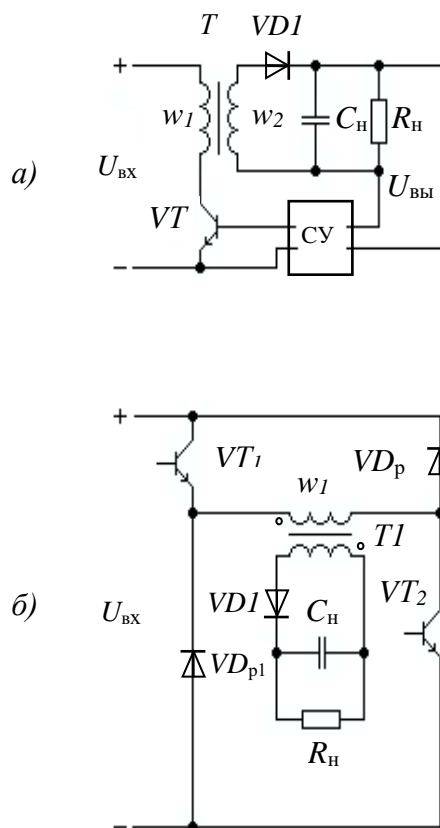 T VD1
+
w1 w2 Cн Rн
а) Uвх
Uвы
VT
СУ
−
+
VT1 VDр
w1
T1
VT2
VD1 Cн
б) Uвх
VDр1
Rн
−